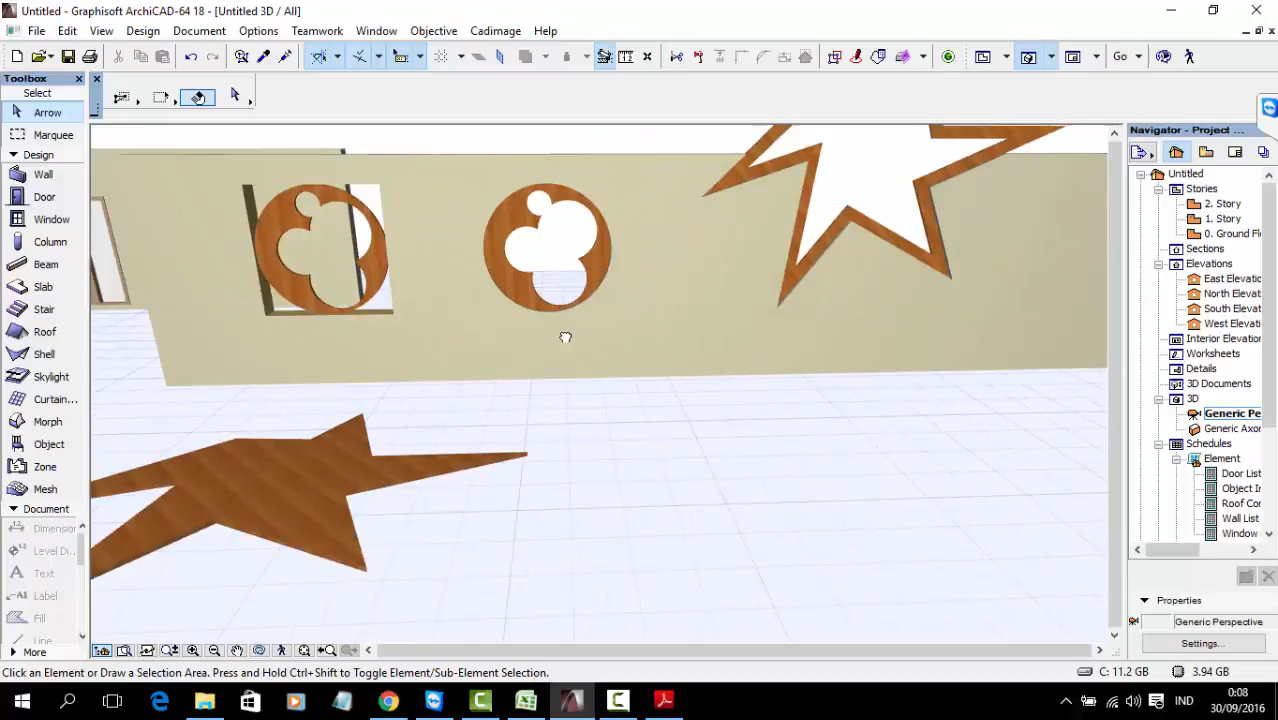 Untitled - Graphisoft ArchiCAD-64 18 - [Untitled 3D / All]
File Edit View Design Document Options Teamwork Window Objective Cadimage Help
Go
Toolbox
Select
Arrow
Marquee
Design
Wall
Door
Window
Column
Beam
Slab
Stair
Roof
Shell
Skylight
Curtain...
Morph
Object
Zone
Mesh
Document
Dimensior
Level Di...
Text
Label
Fill
Line
More
Navigator - Project ...
Untitled
Stories
2. Story
1. Story
0. Ground Fl
Sections
Elevations
East Elevatio
North Elevat
South Elevat
West Elevati
Interior Elevation
Worksheets
Details
3D Documents
3D
Generic Pe
Generic Axor
Schedules
Element
Door List
Object In
Roof Con
Wall List
Window
Properties
Generic Perspective
Settings...
Click an Element or Draw a Selection Area. Press and Hold Ctrl+Shift to Toggle Element/Sub-Element Selection.
C: 11.2 GB
3.94 GB
IND
0:08
30/09/2016